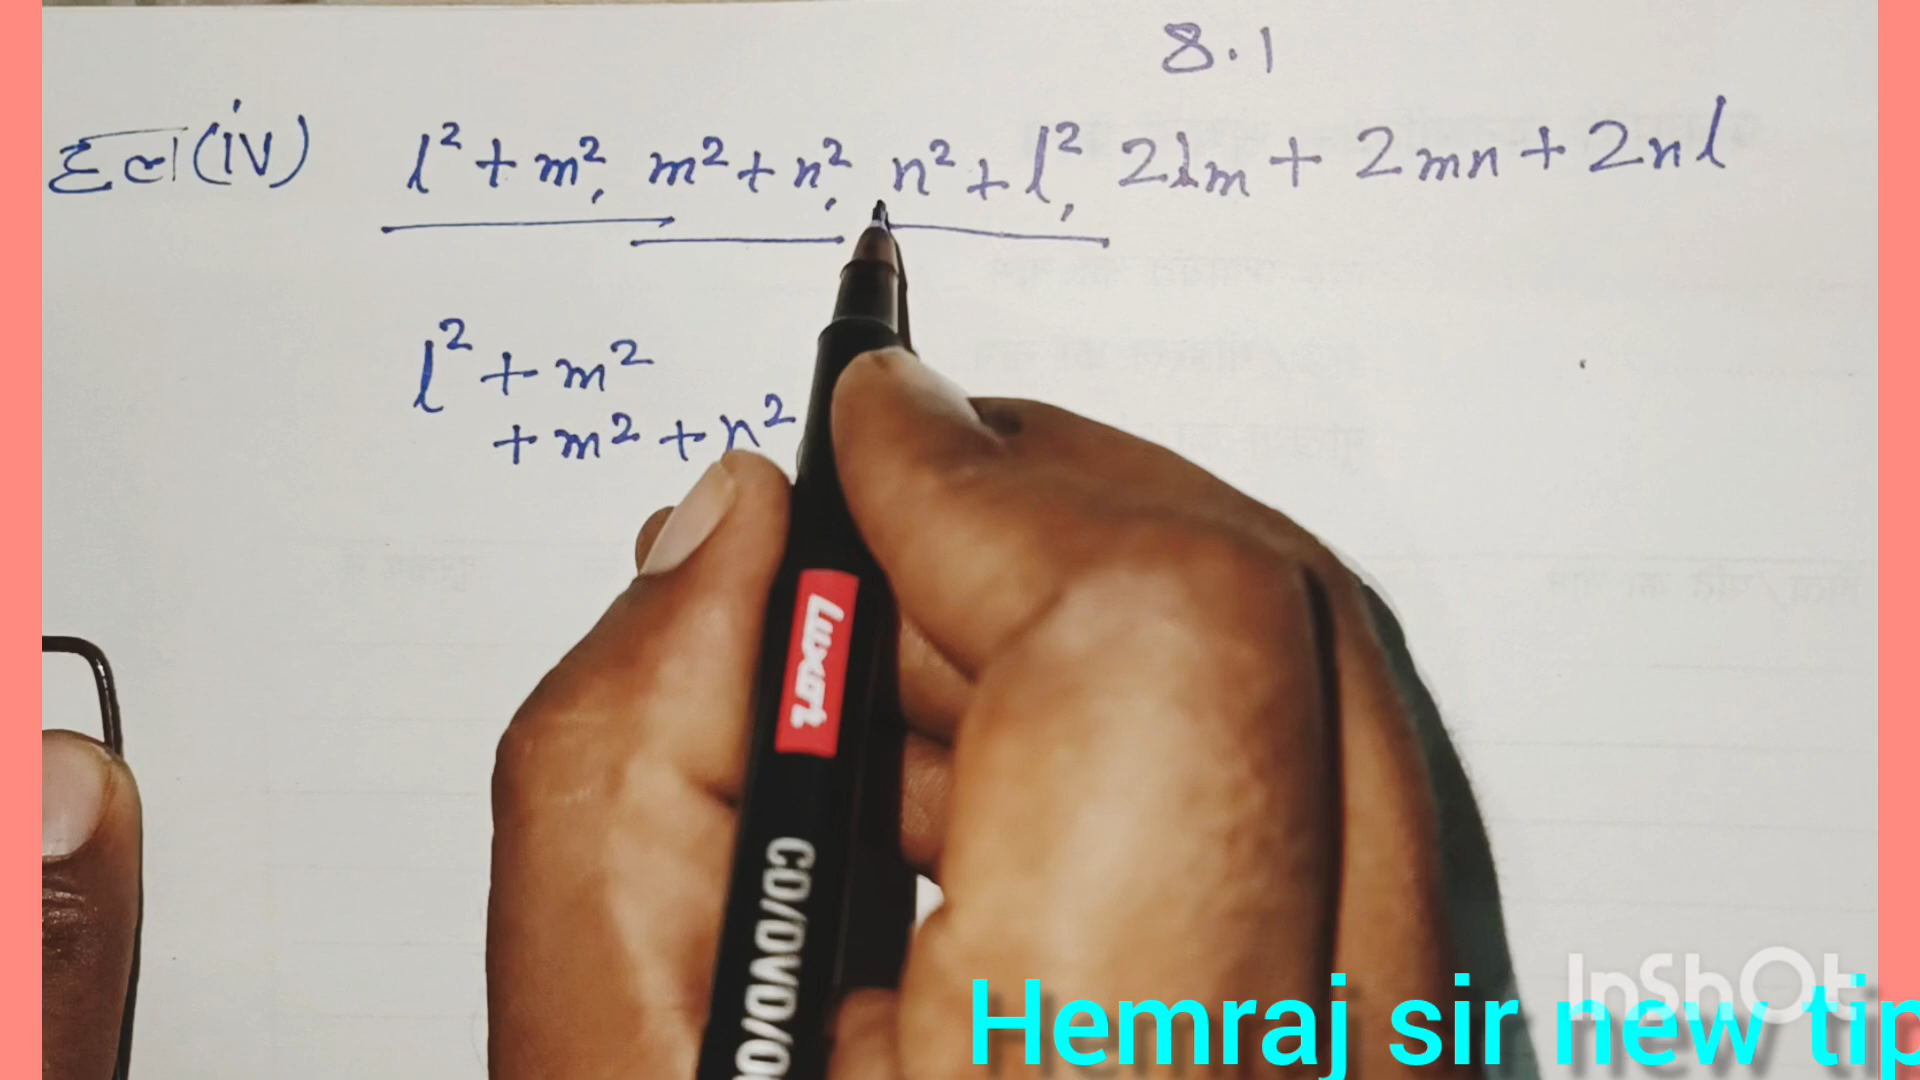 8.1
हल (iv) l² + m², m² + n², n² + l², 2lm + 2mn + 2nl
l² + m²
+ m² + n²
Luxor
CD/DVD/O
InShOt
Hemraj sir new tip